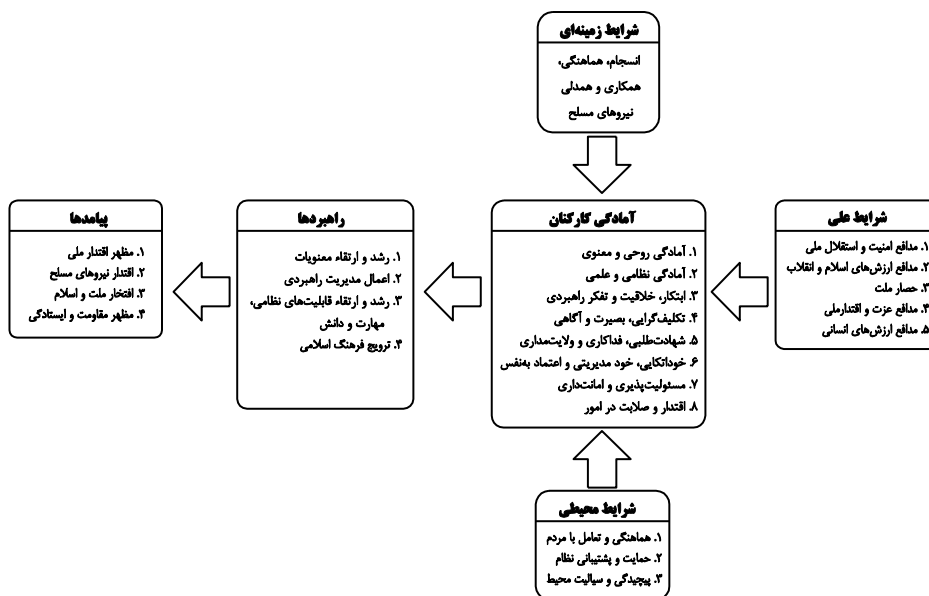 شرایط زمینه‌ای
انسجام، هماهنگی،
همکاری و همدلی
نیروهای مسلح
شرایط علی
۱. مدافع امنیت و استقلال ملی
۲. مدافع ارزش‌های اسلام و انقلاب
۳. حصار ملت
۴. مدافع عزت و اقتدارملی
۵. مدافع ارزش‌های انسانی
آمادگی کارکنان
۱. آمادگی روحی و معنوی
۲. آمادگی نظامی و علمی
۳. ابتکار، خلاقیت و تفکر راهبردی
۴. تکلیف‌گرایی، بصیرت و آگاهی
۵. شهادت‌طلبی، فداکاری و ولایت‌مداری
۶. خوداتکایی، خود مدیریتی و اعتماد به‌نفس
۷. مسئولیت‌پذیری و امانت‌داری
۸. اقتدار و صلابت در امور
راهبردها
۱. رشد و ارتقاء معنویات
۲. اعمال مدیریت راهبردی
۳. رشد و ارتقاء قابلیت‌های نظامی،
مهارت و دانش
۴. ترویج فرهنگ اسلامی
پیامدها
۱. مظهر اقتدار ملی
۲. اقتدار نیروهای مسلح
۳. افتخار ملت و اسلام
۴. مظهر مقاومت و ایستادگی
شرایط محیطی
۱. هماهنگی و تعامل با مردم
۲. حمایت و پشتیبانی نظام
۳. پیچیدگی و سیالیت محیط